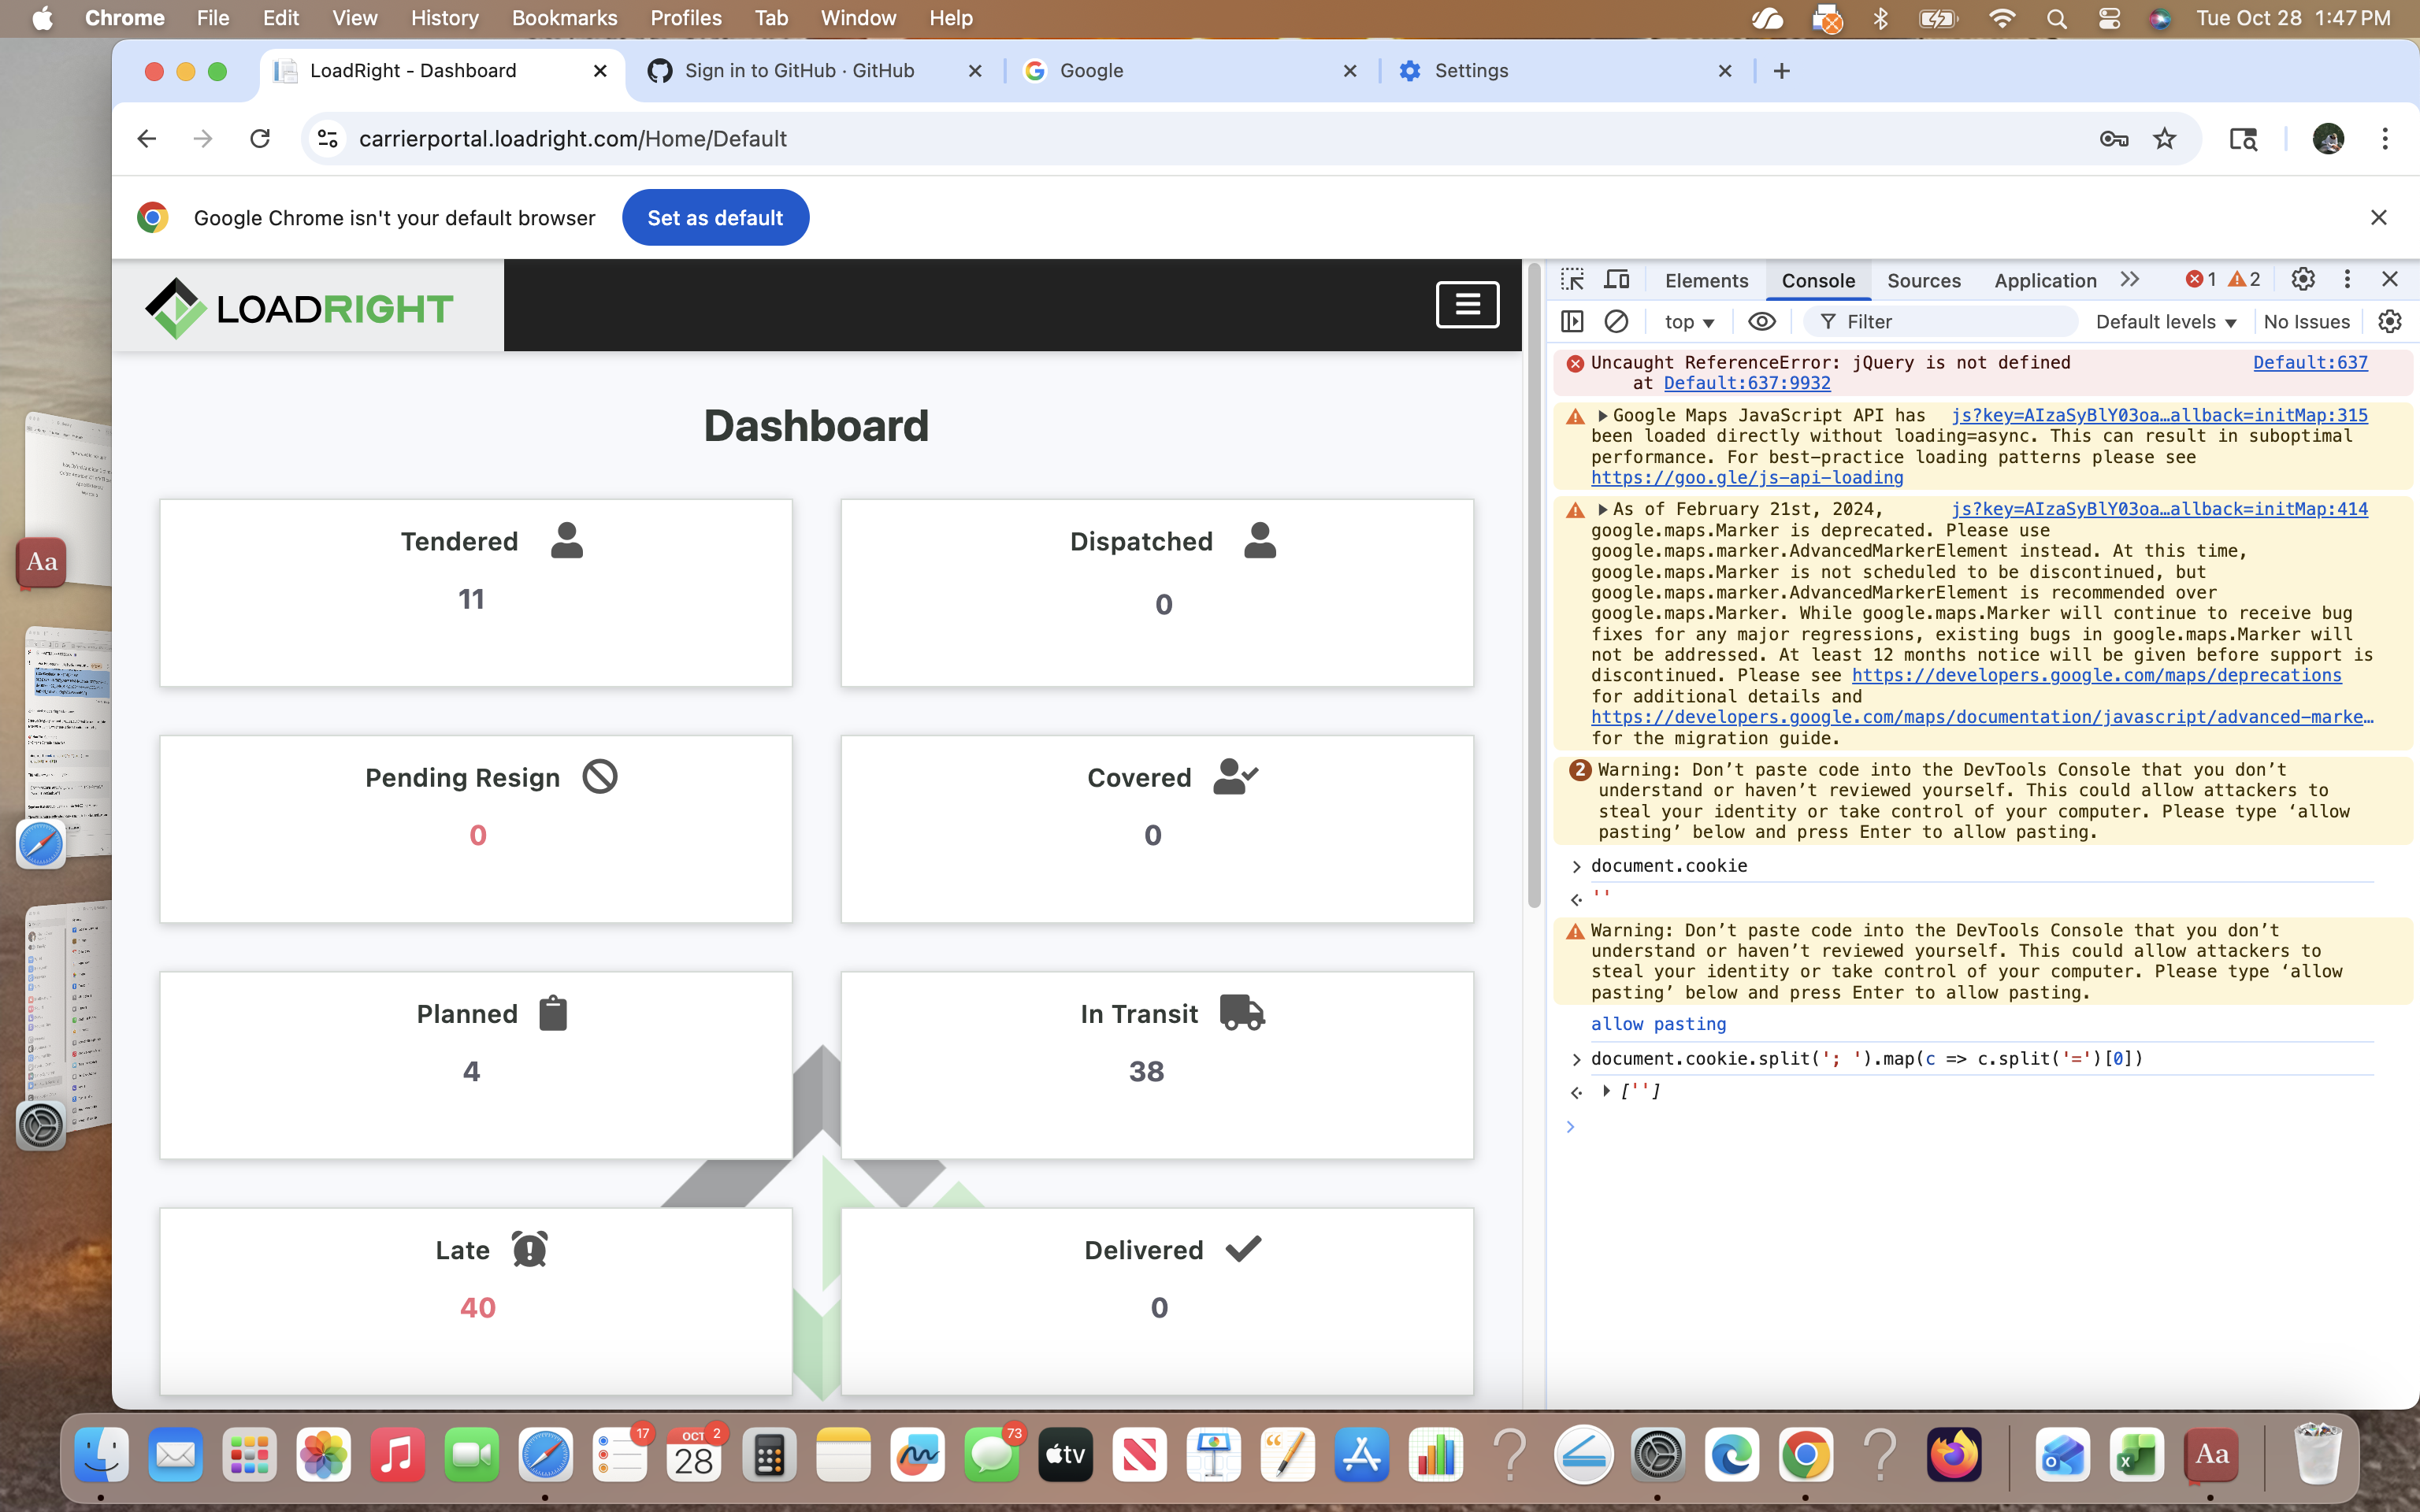 Chrome File Edit View History Bookmarks Profiles Tab Window Help Tue Oct 28 1:47 PM
LoadRight - Dashboard Sign in to GitHub · GitHub Google Settings
carrierportal.loadright.com/Home/Default
Google Chrome isn't your default browser Set as default
LOADRIGHT
Dashboard
Tendered
11
Dispatched
0
Pending Resign
0
Covered
0
Planned
4
In Transit
38
Late
40
Delivered
0
Elements Console Sources Application 1 2
top Filter Default levels No Issues
Uncaught ReferenceError: jQuery is not defined Default:637
at Default:637:9932
Google Maps JavaScript API has js?key=AIzaSyBlY03oa…allback=initMap:315
been loaded directly without loading=async. This can result in suboptimal
performance. For best-practice loading patterns please see
https://goo.gle/js-api-loading
As of February 21st, 2024, js?key=AIzaSyBlY03oa…allback=initMap:414
google.maps.Marker is deprecated. Please use
google.maps.marker.AdvancedMarkerElement instead. At this time,
google.maps.Marker is not scheduled to be discontinued, but
google.maps.marker.AdvancedMarkerElement is recommended over
google.maps.Marker. While google.maps.Marker will continue to receive bug
fixes for any major regressions, existing bugs in google.maps.Marker will
not be addressed. At least 12 months notice will be given before support is
discontinued. Please see https://developers.google.com/maps/deprecations
for additional details and
https://developers.google.com/maps/documentation/javascript/advanced-marke…
for the migration guide.
2 Warning: Don’t paste code into the DevTools Console that you don’t
understand or haven’t reviewed yourself. This could allow attackers to
steal your identity or take control of your computer. Please type ‘allow
pasting’ below and press Enter to allow pasting.
> document.cookie
<· ''
Warning: Don’t paste code into the DevTools Console that you don’t
understand or haven’t reviewed yourself. This could allow attackers to
steal your identity or take control of your computer. Please type ‘allow
pasting’ below and press Enter to allow pasting.
allow pasting
> document.cookie.split('; ').map(c => c.split('=')[0])
<· ['']
>
Aa
17
OCT 2
28
73
tv
Aa